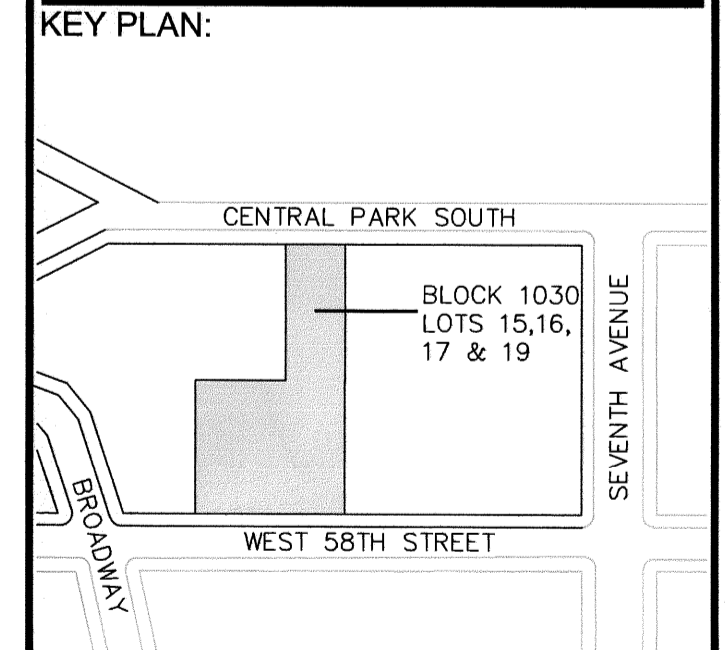 KEY PLAN:
CENTRAL PARK SOUTH
BLOCK 1030
LOTS 15,16,
17 & 19
SEVENTH AVENUE
BROADWAY
WEST 58TH STREET